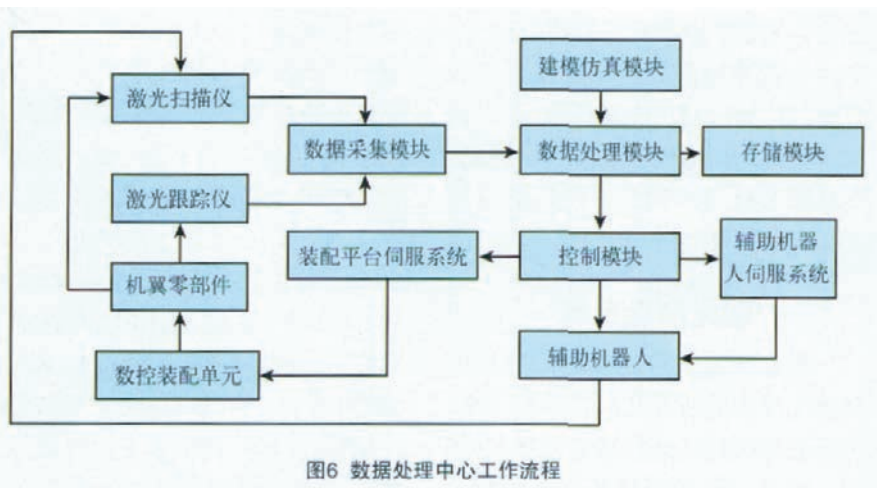 建模仿真模块
激光扫描仪
数据采集模块
数据处理模块
存储模块
激光跟踪仪
装配平台伺服系统
控制模块
辅助机器
人伺服系统
机翼零部件
辅助机器人
数控装配单元
图6 数据处理中心工作流程